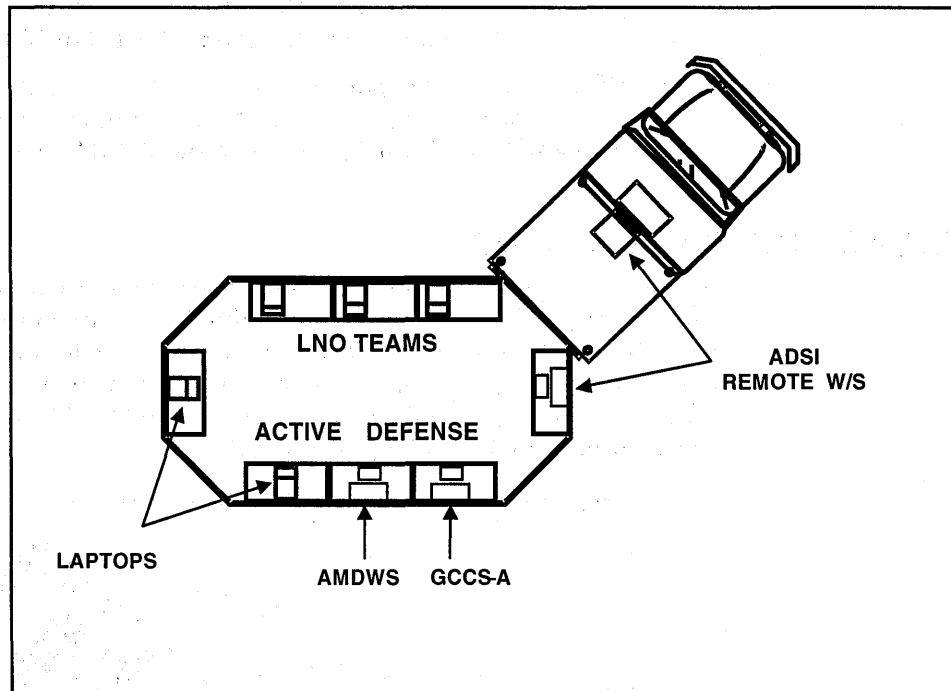 LNO TEAMS
ADSI
REMOTE W/S
ACTIVE DEFENSE
LAPTOPS
AMDWS GCCS-A